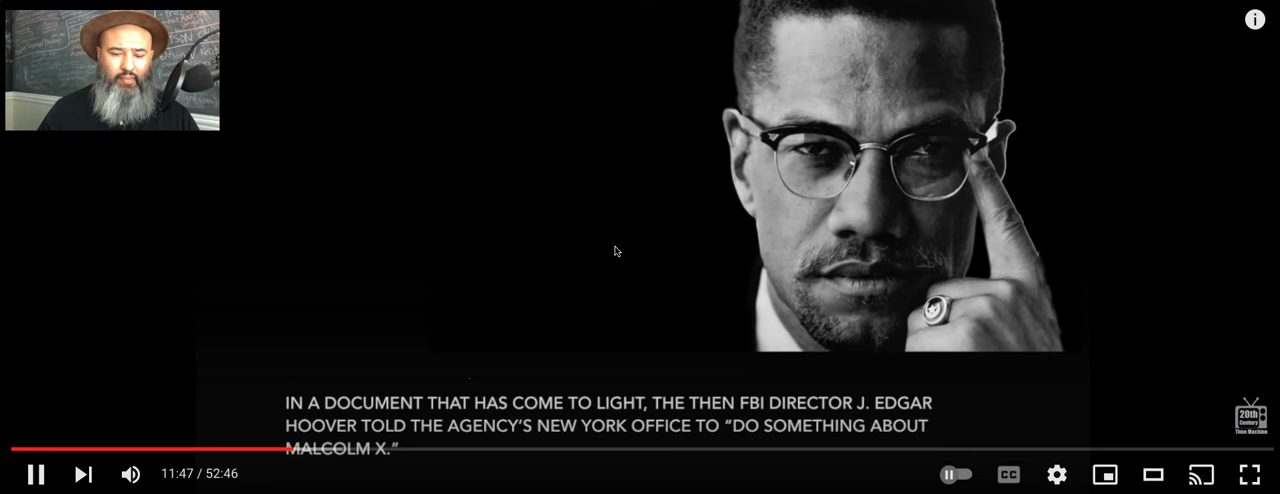 IN A DOCUMENT THAT HAS COME TO LIGHT, THE THEN FBI DIRECTOR J. EDGAR
HOOVER TOLD THE AGENCY'S NEW YORK OFFICE TO “DO SOMETHING ABOUT
MALCOLM X.”
20th
Century
Time Machine
11:47 / 52:46
CC